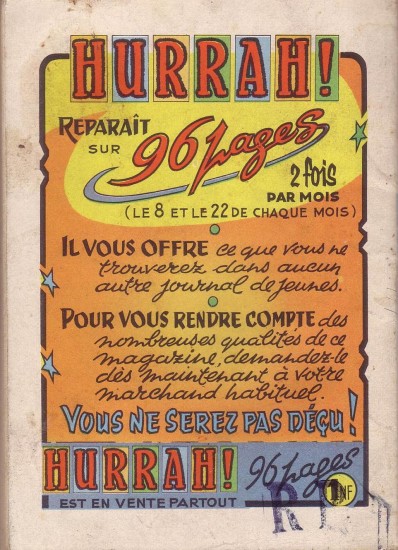 HURRAH!
REPARAÎT
SUR
96 pages
2 fois
PAR MOIS
(LE 8 ET LE 22 DE CHAQUE MOIS)
IL VOUS OFFRE ce que vous ne
trouverez dans aucun
autre journal de jeunes.
POUR VOUS RENDRE COMPTE des
nombreuses qualités de ce
magazine, demandez-le
dès maintenant à votre
marchand habituel.
VOUS NE SEREZ PAS DÉÇU!
HURRAH! 96 pages
EST EN VENTE PARTOUT
1NF